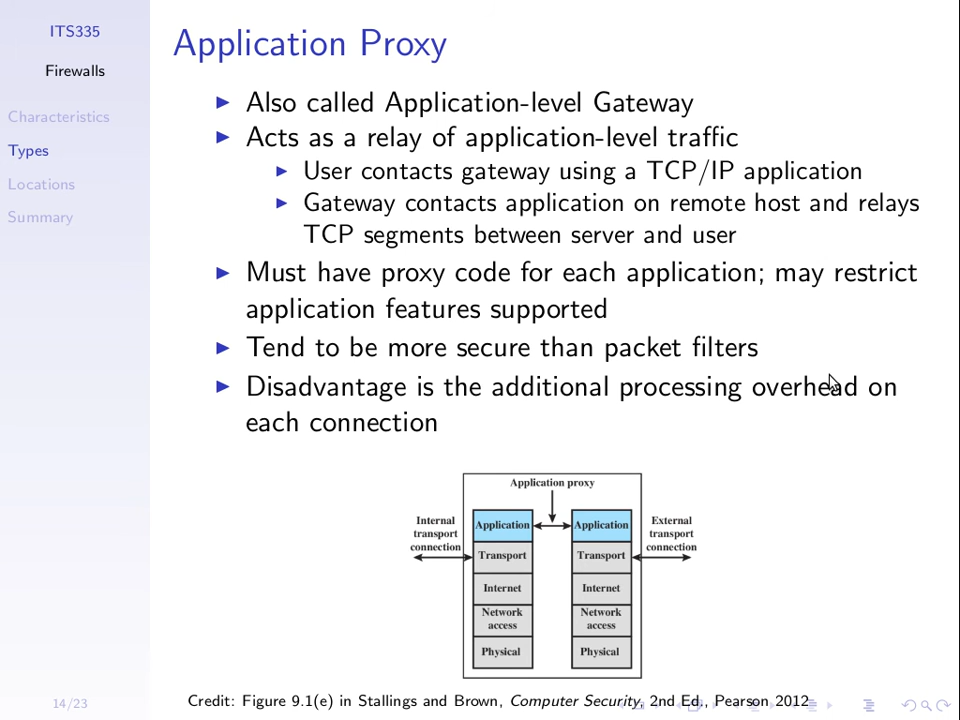 ITS335
Firewalls
Characteristics
Types
Locations
Summary
Application Proxy
Also called Application-level Gateway
Acts as a relay of application-level traffic
User contacts gateway using a TCP/IP application
Gateway contacts application on remote host and relays
TCP segments between server and user
Must have proxy code for each application; may restrict
application features supported
Tend to be more secure than packet filters
Disadvantage is the additional processing overhead on
each connection
Application proxy
Internal
transport
connection
Application
Transport
Internet
Network
access
Physical
Application
Transport
Internet
Network
access
Physical
External
transport
connection
Credit: Figure 9.1(e) in Stallings and Brown, Computer Security, 2nd Ed., Pearson 2012
14/23